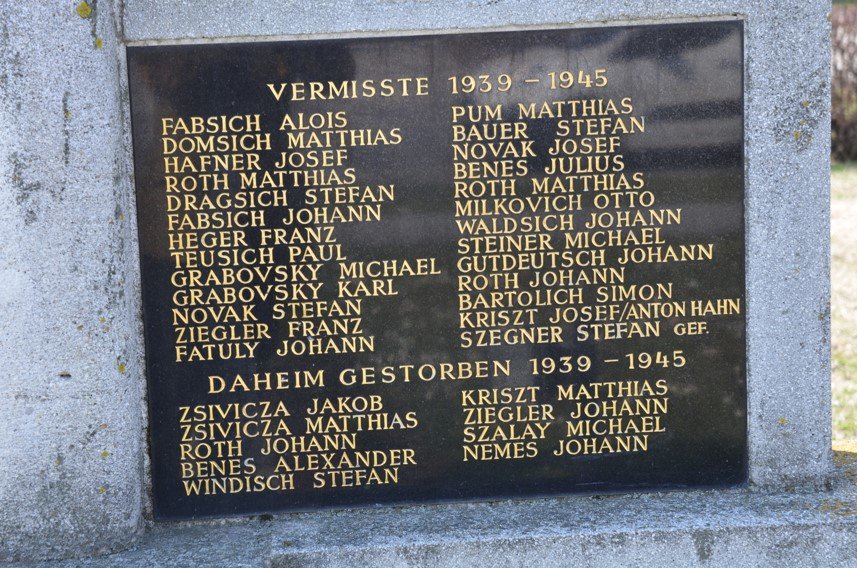 VERMISSTE 1939 – 1945
FABSICH ALOIS
DOMSICH MATTHIAS
HAFNER JOSEF
ROTH MATTHIAS
DRAGSICH STEFAN
FABSICH JOHANN
HEGER FRANZ
TEUSICH PAUL
GRABOVSKY MICHAEL
GRABOVSKY KARL
NOVAK STEFAN
ZIEGLER FRANZ
FATULY JOHANN
PUM MATTHIAS
BAUER STEFAN
NOVAK JOSEF
BENES JULIUS
ROTH MATTHIAS
MILKOVICH OTTO
WALDSICH JOHANN
STEINER MICHAEL
GUTDEUTSCH JOHANN
ROTH JOHANN
BARTOLICH SIMON
KRISZT JOSEF/ANTON HAHN
SZEGNER STEFAN GEF.
DAHEIM GESTORBEN 1939 – 1945
ZSIVICZA JAKOB
ZSIVICZA MATTHIAS
ROTH JOHANN
BENES ALEXANDER
WINDISCH STEFAN
KRISZT MATTHIAS
ZIEGLER JOHANN
SZALAY MICHAEL
NEMES JOHANN